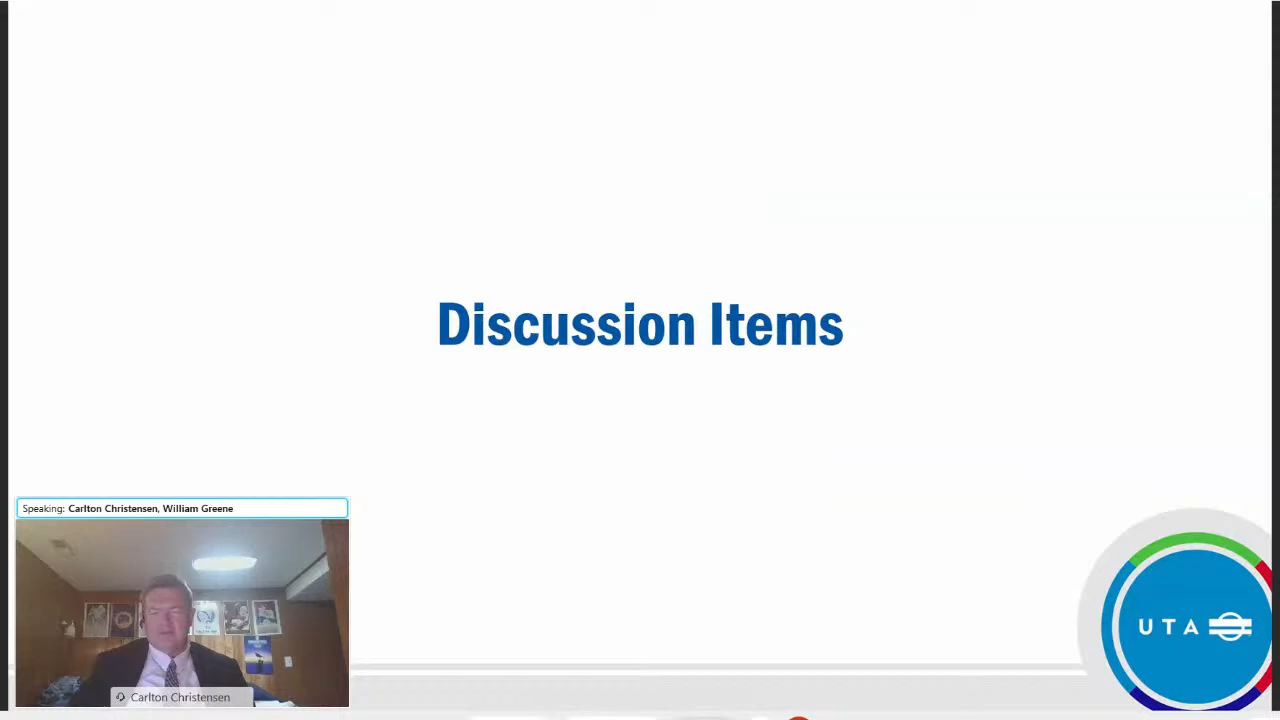 Discussion Items
Speaking: Carlton Christensen, William Greene
Carlton Christensen
UTA